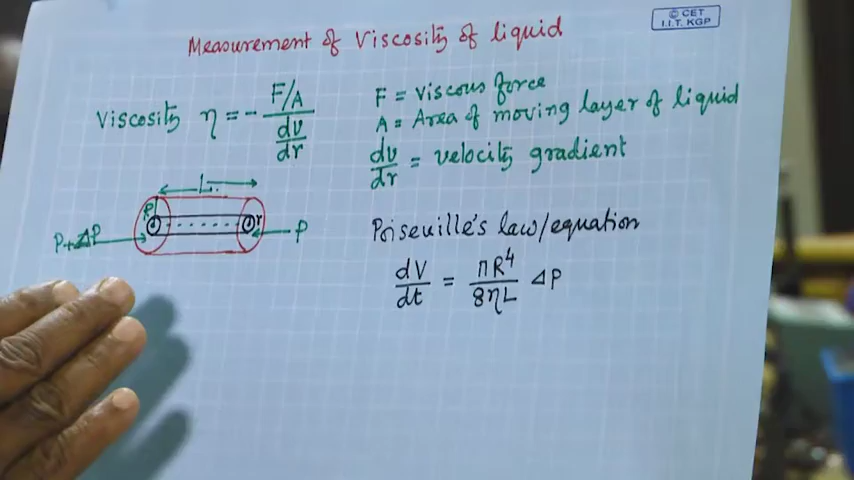 © CET
I.I.T. KGP
Measurement of Viscosity of liquid
Viscosity η = - F/A / dv/dr
F = Viscous force
A = Area of moving layer of liquid
dv/dr = velocity gradient
L
R
r
P+ΔP
P
Poiseuille's law/equation
dV/dt = πR⁴/8ηL ΔP